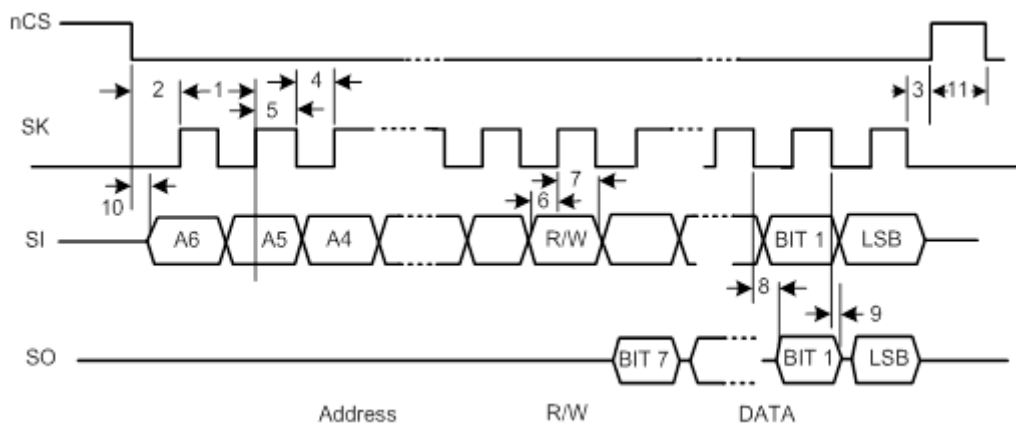 nCS
2 1 4 3 11
5
SK
7
10 6
SI A6 A5 A4 R/W BIT 1 LSB
8 9
SO BIT 7 BIT 1 LSB
Address R/W DATA